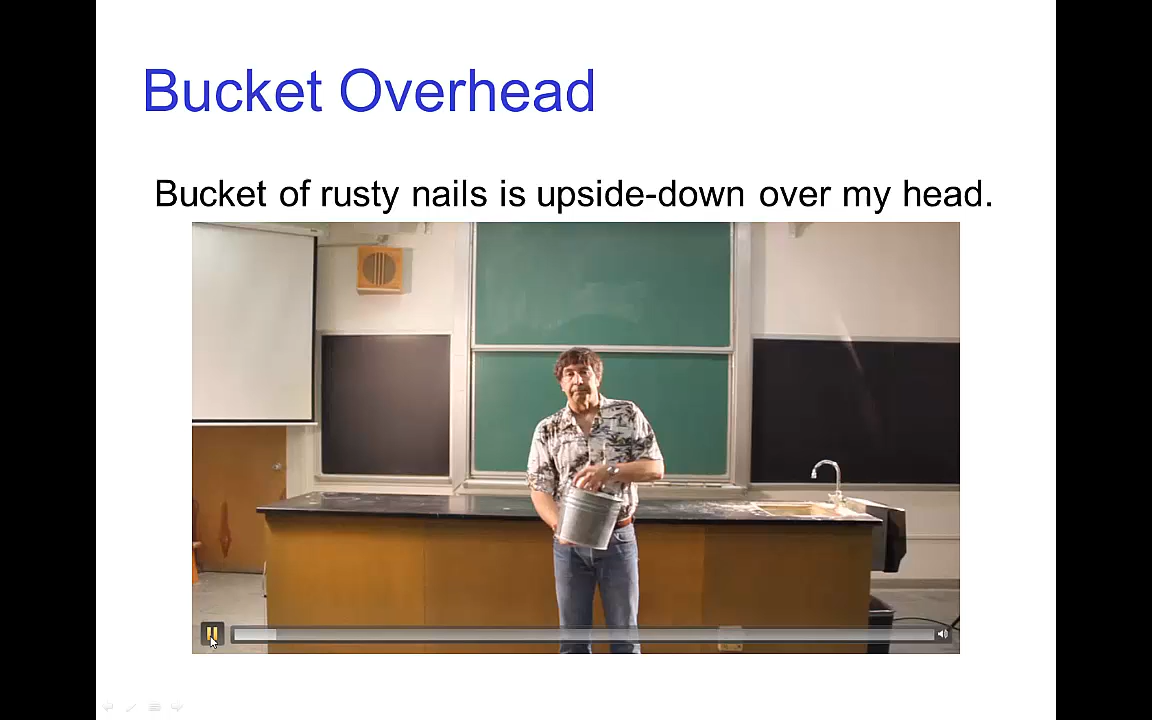 Bucket Overhead
Bucket of rusty nails is upside-down over my head.